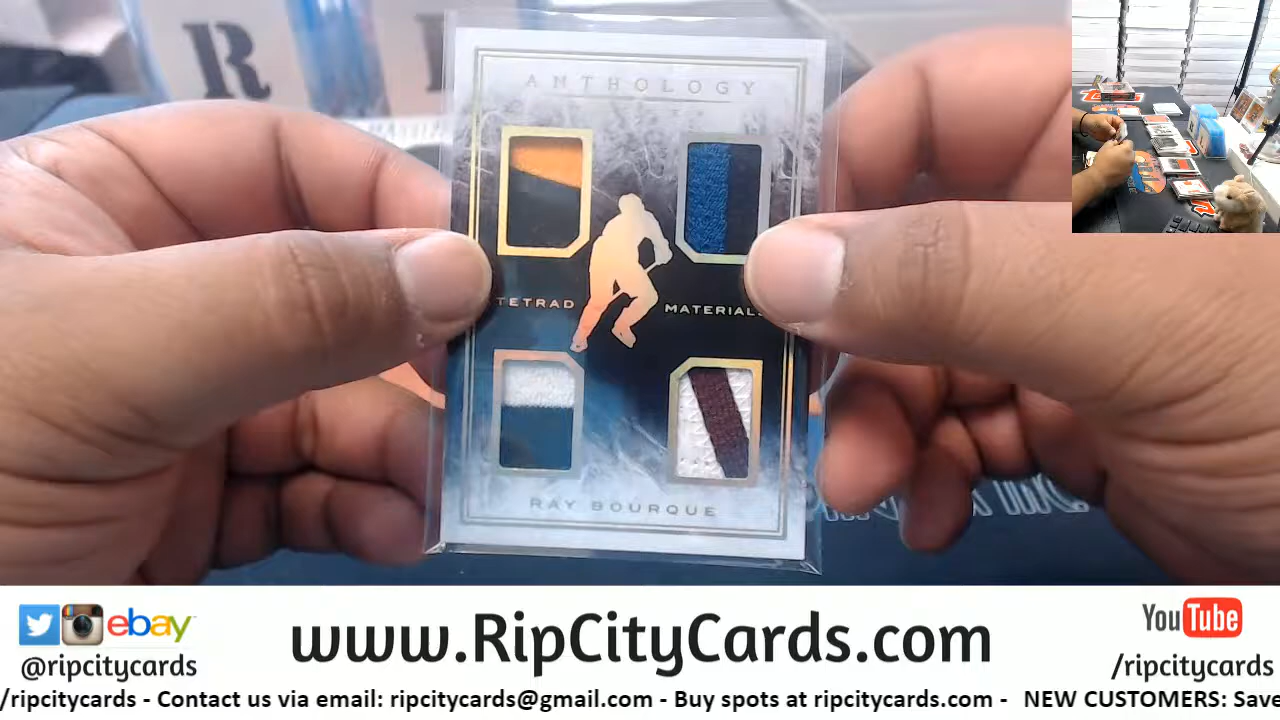 R
ANTHOLOGY
TETRAD
MATERIALS
RAY BOURQUE
ebay
@ripcitycards
www.RipCityCards.com
YouTube
/ripcitycards
/ripcitycards - Contact us via email: ripcitycards@gmail.com - Buy spots at ripcitycards.com - NEW CUSTOMERS: Save